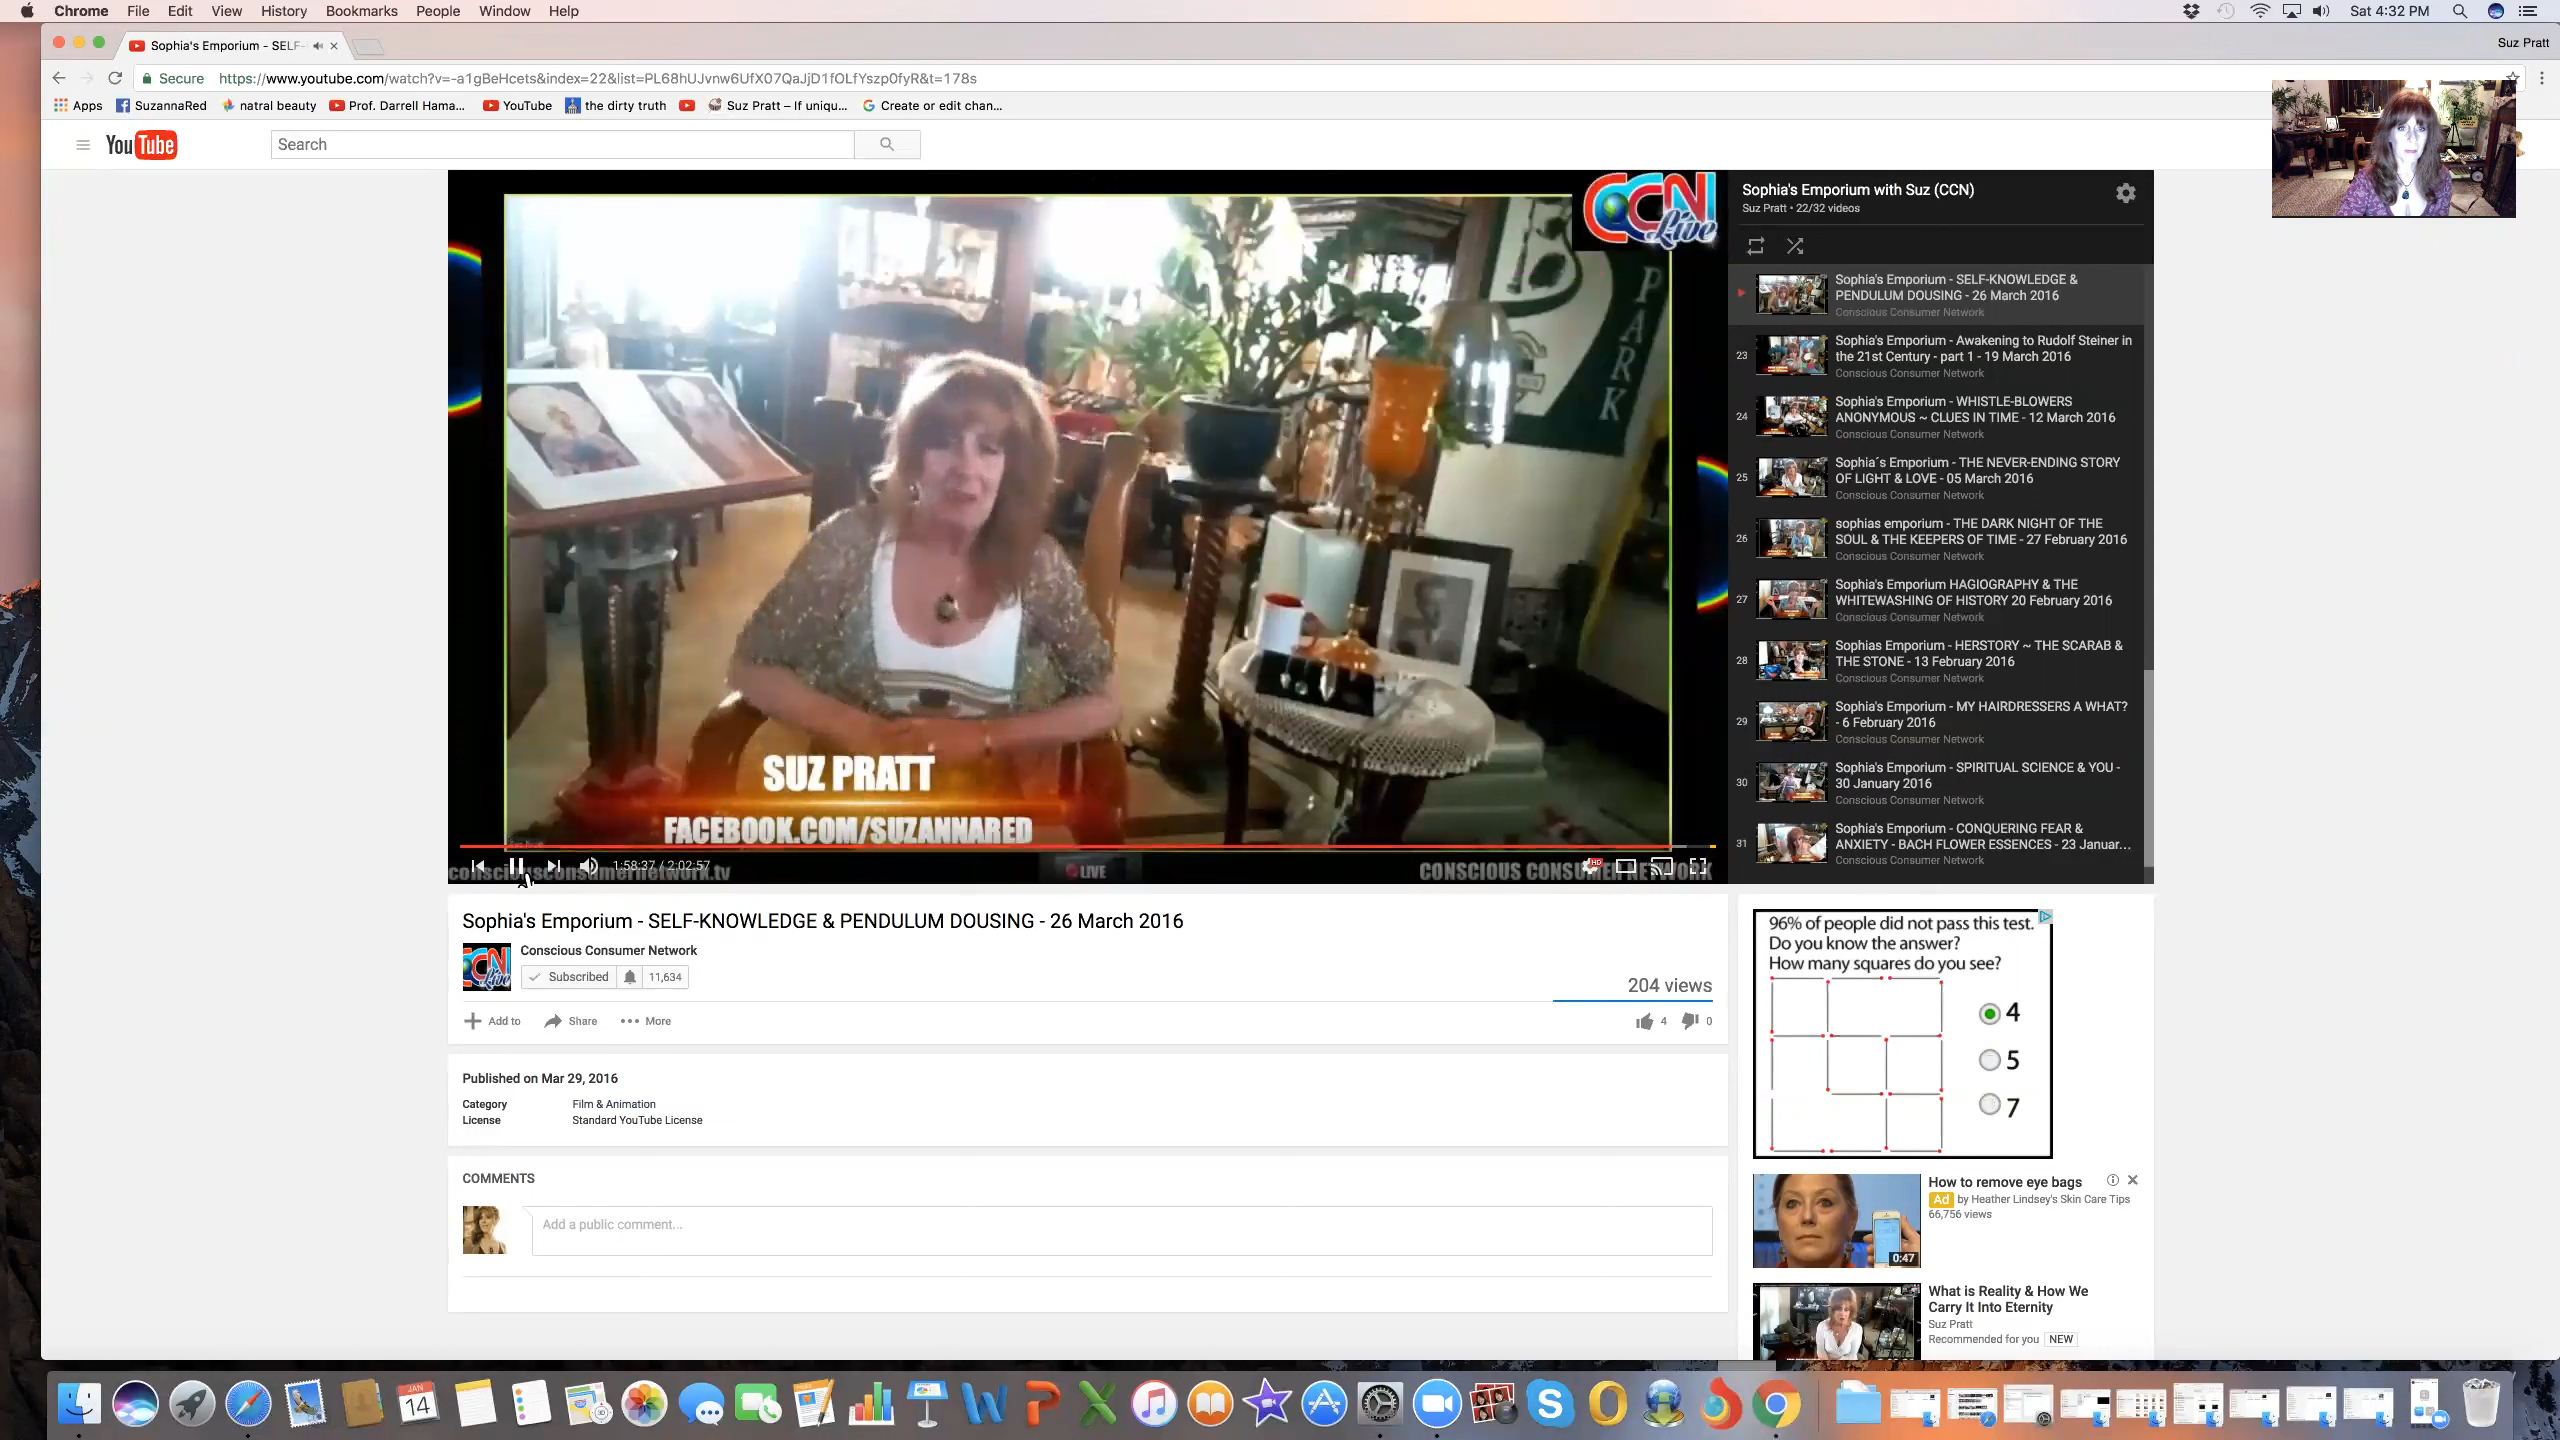 Chrome File Edit View History Bookmarks People Window Help
Sat 4:32 PM
Sophia's Emporium - SELF-
Suz Pratt
Secure https://www.youtube.com/watch?v=-a1gBeHcets&index=22&list=PL68hUJvnw6UfX07QaJjD1fOLfYszp0fyR&t=178s
Apps SuzannaRed natral beauty Prof. Darrell Hama... YouTube the dirty truth Suz Pratt – If uniqu... Create or edit chan...
YouTube
Search
CCN
Live
PARK
SUZ PRATT
FACEBOOK.COM/SUZANNARED
1:58:37 / 2:02:57
HD
consciousconsumernetwork.tv
LIVE
CONSCIOUS CONSUMER NETWORK
Sophia's Emporium with Suz (CCN)
Suz Pratt • 22/32 videos
Sophia's Emporium - SELF-KNOWLEDGE &
PENDULUM DOUSING - 26 March 2016
Conscious Consumer Network
23
Sophia's Emporium - Awakening to Rudolf Steiner in
the 21st Century - part 1 - 19 March 2016
Conscious Consumer Network
24
Sophia's Emporium - WHISTLE-BLOWERS
ANONYMOUS ~ CLUES IN TIME - 12 March 2016
Conscious Consumer Network
25
Sophia´s Emporium - THE NEVER-ENDING STORY
OF LIGHT & LOVE - 05 March 2016
Conscious Consumer Network
26
sophias emporium - THE DARK NIGHT OF THE
SOUL & THE KEEPERS OF TIME - 27 February 2016
Conscious Consumer Network
27
Sophia's Emporium HAGIOGRAPHY & THE
WHITEWASHING OF HISTORY 20 February 2016
Conscious Consumer Network
28
Sophias Emporium - HERSTORY ~ THE SCARAB &
THE STONE - 13 February 2016
Conscious Consumer Network
29
Sophia's Emporium - MY HAIRDRESSERS A WHAT?
- 6 February 2016
Conscious Consumer Network
30
Sophia's Emporium - SPIRITUAL SCIENCE & YOU -
30 January 2016
Conscious Consumer Network
31
Sophia's Emporium - CONQUERING FEAR &
ANXIETY - BACH FLOWER ESSENCES - 23 Januar...
Conscious Consumer Network
Sophia's Emporium - SELF-KNOWLEDGE & PENDULUM DOUSING - 26 March 2016
CCN
Live
Conscious Consumer Network
Subscribed 11,634
204 views
Add to Share More
4 0
Published on Mar 29, 2016
Category Film & Animation
License Standard YouTube License
COMMENTS
Add a public comment...
96% of people did not pass this test.
Do you know the answer?
How many squares do you see?
4
5
7
How to remove eye bags
Ad by Heather Lindsey's Skin Care Tips
66,756 views
0:47
What is Reality & How We
Carry It Into Eternity
Suz Pratt
Recommended for you NEW
JAN
14